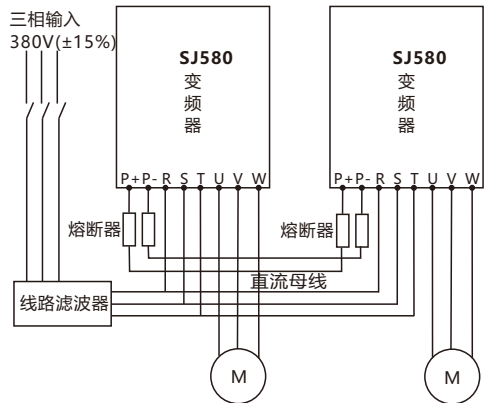 三相输入
380V(±15%)
SJ580
变
频
器
P+ P- R S T U V W
熔断器
SJ580
变
频
器
P+ P- R S T U V W
熔断器
直流母线
线路滤波器
M
M